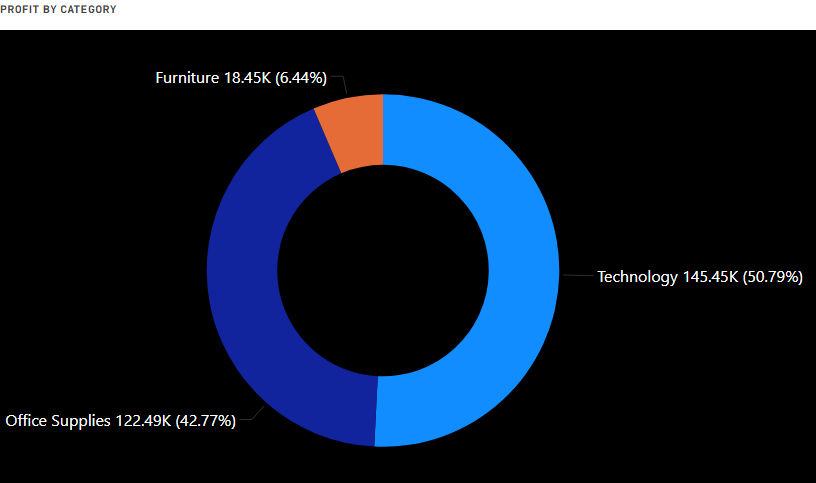 PROFIT BY CATEGORY
Furniture 18.45K (6.44%)
Technology 145.45K (50.79%)
Office Supplies 122.49K (42.77%)